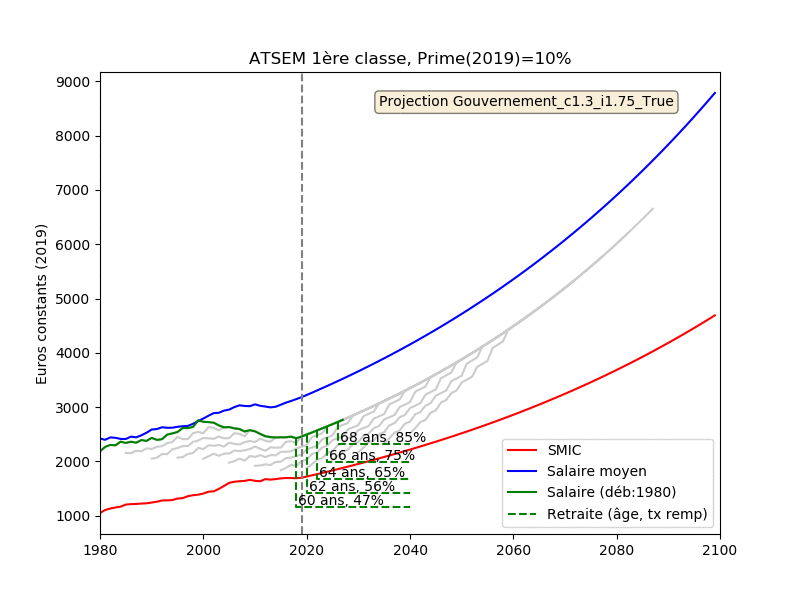 ATSEM 1ère classe, Prime(2019)=10%
Projection Gouvernement_c1.3_i1.75_True
Euros constants (2019)
9000
8000
7000
6000
5000
4000
3000
2000
1000
68 ans, 85%
66 ans, 75%
64 ans, 65%
62 ans, 56%
60 ans, 47%
SMIC
Salaire moyen
Salaire (déb:1980)
Retraite (âge, tx remp)
1980 2000 2020 2040 2060 2080 2100